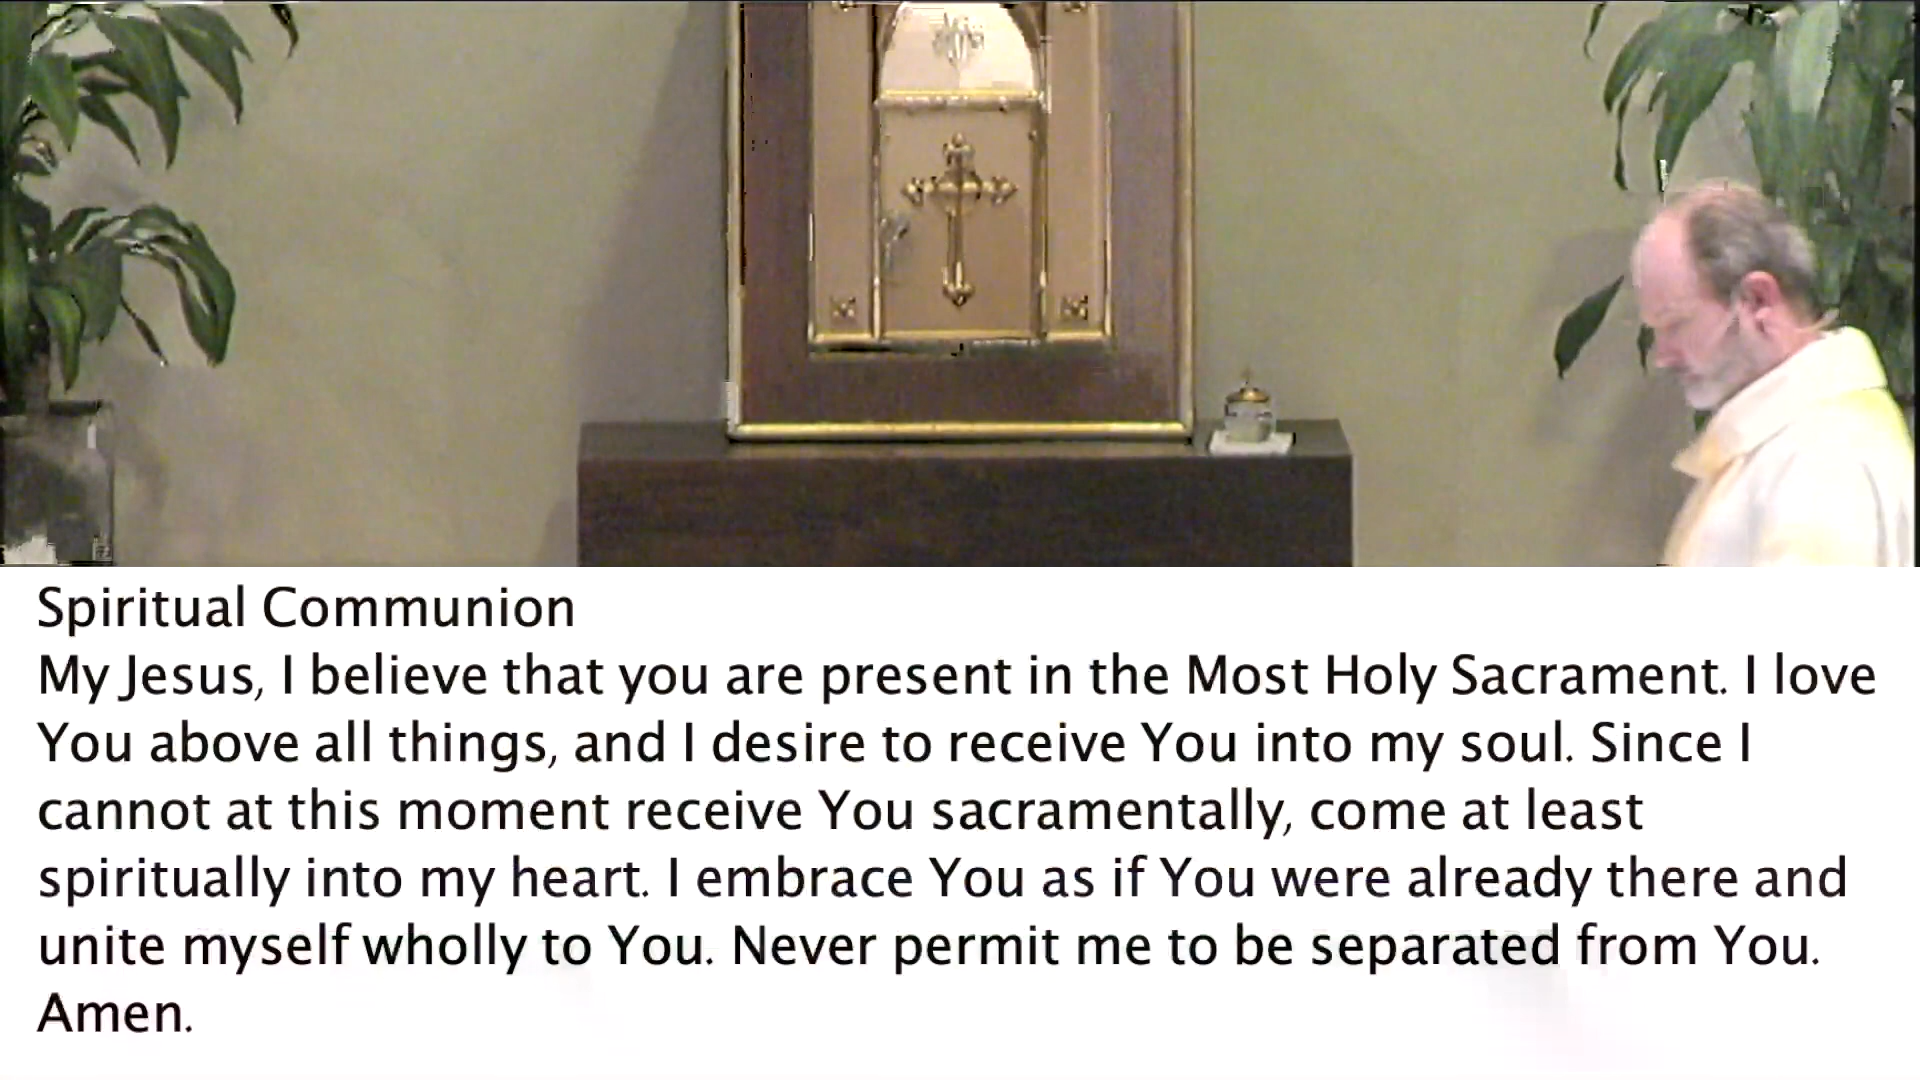 Spiritual Communion
My Jesus, I believe that you are present in the Most Holy Sacrament. I love
You above all things, and I desire to receive You into my soul. Since I
cannot at this moment receive You sacramentally, come at least
spiritually into my heart. I embrace You as if You were already there and
unite myself wholly to You. Never permit me to be separated from You.
Amen.